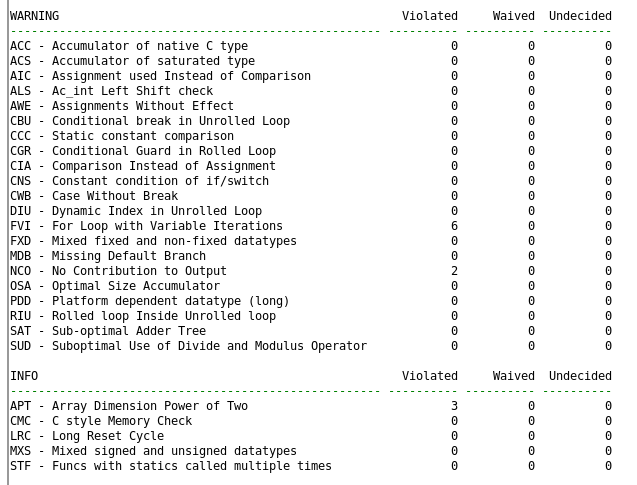 WARNING Violated Waived Undecided
----------------------------------------------------- ---------- ---------- ----------
ACC - Accumulator of native C type 0 0 0
ACS - Accumulator of saturated type 0 0 0
AIC - Assignment used Instead of Comparison 0 0 0
ALS - Ac_int Left Shift check 0 0 0
AWE - Assignments Without Effect 0 0 0
CBU - Conditional break in Unrolled Loop 0 0 0
CCC - Static constant comparison 0 0 0
CGR - Conditional Guard in Rolled Loop 0 0 0
CIA - Comparison Instead of Assignment 0 0 0
CNS - Constant condition of if/switch 0 0 0
CWB - Case Without Break 0 0 0
DIU - Dynamic Index in Unrolled Loop 0 0 0
FVI - For Loop with Variable Iterations 6 0 0
FXD - Mixed fixed and non-fixed datatypes 0 0 0
MDB - Missing Default Branch 0 0 0
NCO - No Contribution to Output 2 0 0
OSA - Optimal Size Accumulator 0 0 0
PDD - Platform dependent datatype (long) 0 0 0
RIU - Rolled loop Inside Unrolled loop 0 0 0
SAT - Sub-optimal Adder Tree 0 0 0
SUD - Suboptimal Use of Divide and Modulus Operator 0 0 0
INFO Violated Waived Undecided
----------------------------------------------------- ---------- ---------- ----------
APT - Array Dimension Power of Two 3 0 0
CMC - C style Memory Check 0 0 0
LRC - Long Reset Cycle 0 0 0
MXS - Mixed signed and unsigned datatypes 0 0 0
STF - Funcs with statics called multiple times 0 0 0